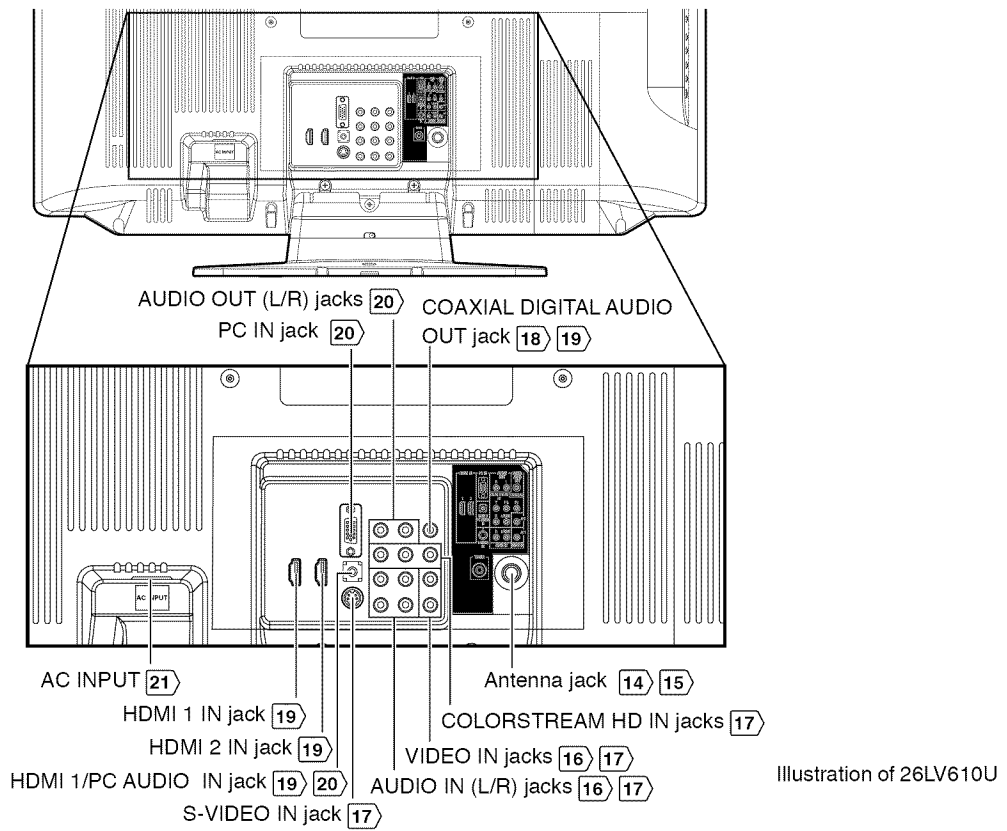 AC INPUT
AUDIO OUT (L/R) jacks 20
COAXIAL DIGITAL AUDIO
OUT jack 18 19
PC IN jack 20
AC INPUT 21
Antenna jack 14 15
HDMI 1 IN jack 19
COLORSTREAM HD IN jacks 17
HDMI 2 IN jack 19
VIDEO IN jacks 16 17
HDMI 1/PC AUDIO IN jack 19 20
AUDIO IN (L/R) jacks 16 17
S-VIDEO IN jack 17
Illustration of 26LV610U